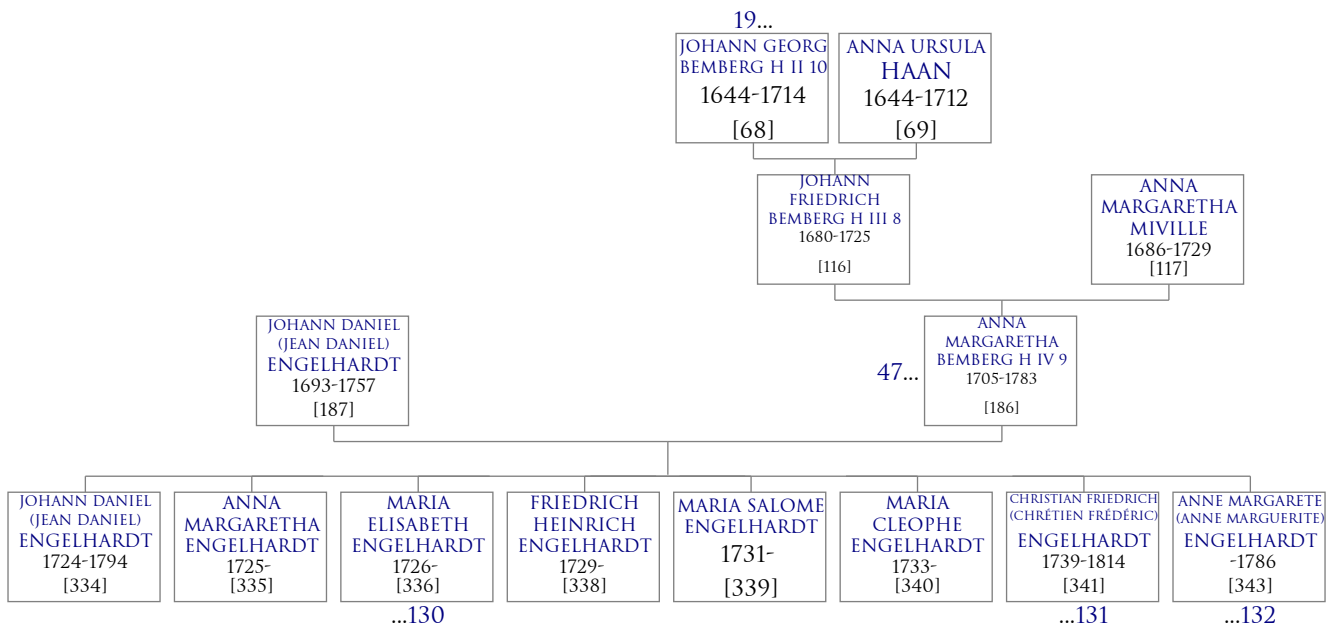 19...
JOHANN GEORG
BEMBERG H II 10
1644-1714
[68]
ANNA URSULA
HAAN
1644-1712
[69]
JOHANN
FRIEDRICH
BEMBERG H III 8
1680-1725
[116]
ANNA
MARGARETHA
MIVILLE
1686-1729
[117]
JOHANN DANIEL
(JEAN DANIEL)
ENGELHARDT
1693-1757
[187]
47...
ANNA
MARGARETHA
BEMBERG H IV 9
1705-1783
[186]
JOHANN DANIEL
(JEAN DANIEL)
ENGELHARDT
1724-1794
[334]
ANNA
MARGARETHA
ENGELHARDT
1725-
[335]
MARIA
ELISABETH
ENGELHARDT
1726-
[336]
...130
FRIEDRICH
HEINRICH
ENGELHARDT
1729-
[338]
MARIA SALOME
ENGELHARDT
1731-
[339]
MARIA
CLEOPHE
ENGELHARDT
1733-
[340]
CHRISTIAN FRIEDRICH
(CHRÉTIEN FRÉDÉRIC)
ENGELHARDT
1739-1814
[341]
...131
ANNE MARGARETE
(ANNE MARGUERITE)
ENGELHARDT
-1786
[343]
...132